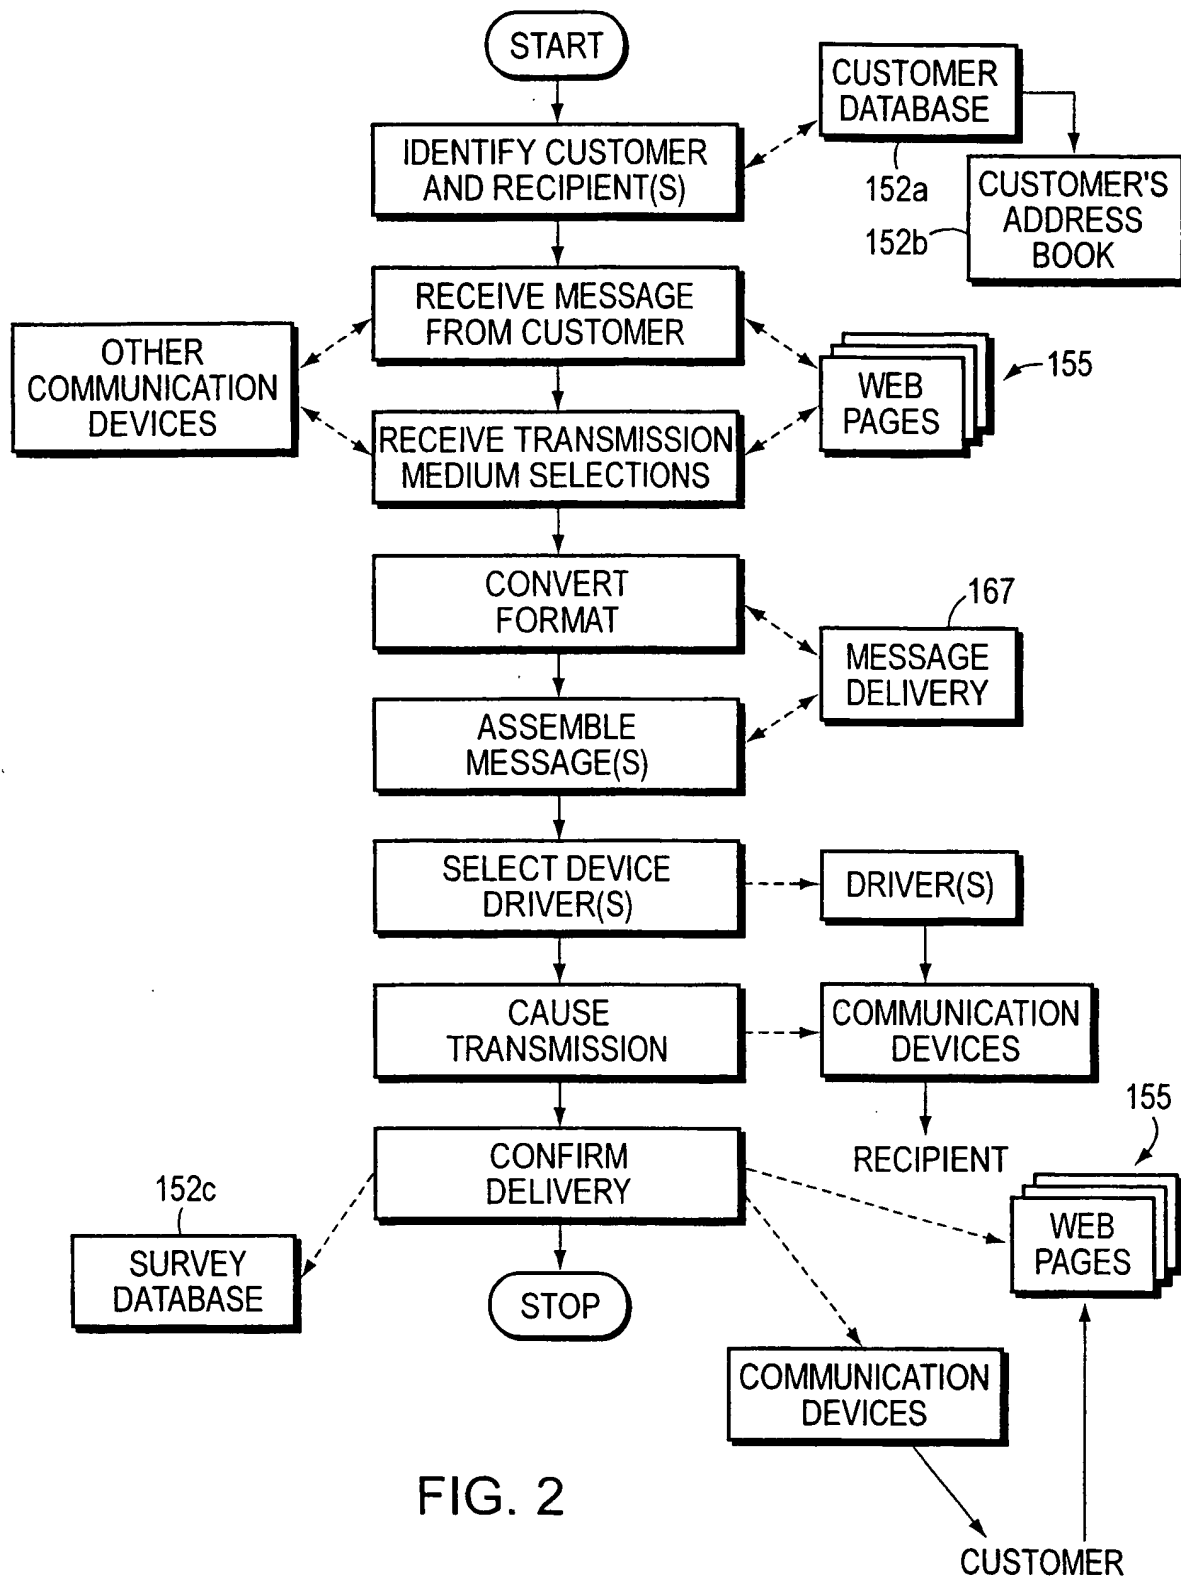 START
CUSTOMER
DATABASE
152a
IDENTIFY CUSTOMER
AND RECIPIENT(S)
CUSTOMER'S
ADDRESS
BOOK
152b
RECEIVE MESSAGE
FROM CUSTOMER
OTHER
COMMUNICATION
DEVICES
WEB
PAGES
155
RECEIVE TRANSMISSION
MEDIUM SELECTIONS
CONVERT
FORMAT
167
MESSAGE
DELIVERY
ASSEMBLE
MESSAGE(S)
SELECT DEVICE
DRIVER(S)
DRIVER(S)
CAUSE
TRANSMISSION
COMMUNICATION
DEVICES
RECIPIENT
CONFIRM
DELIVERY
155
WEB
PAGES
152c
SURVEY
DATABASE
STOP
COMMUNICATION
DEVICES
CUSTOMER
FIG. 2